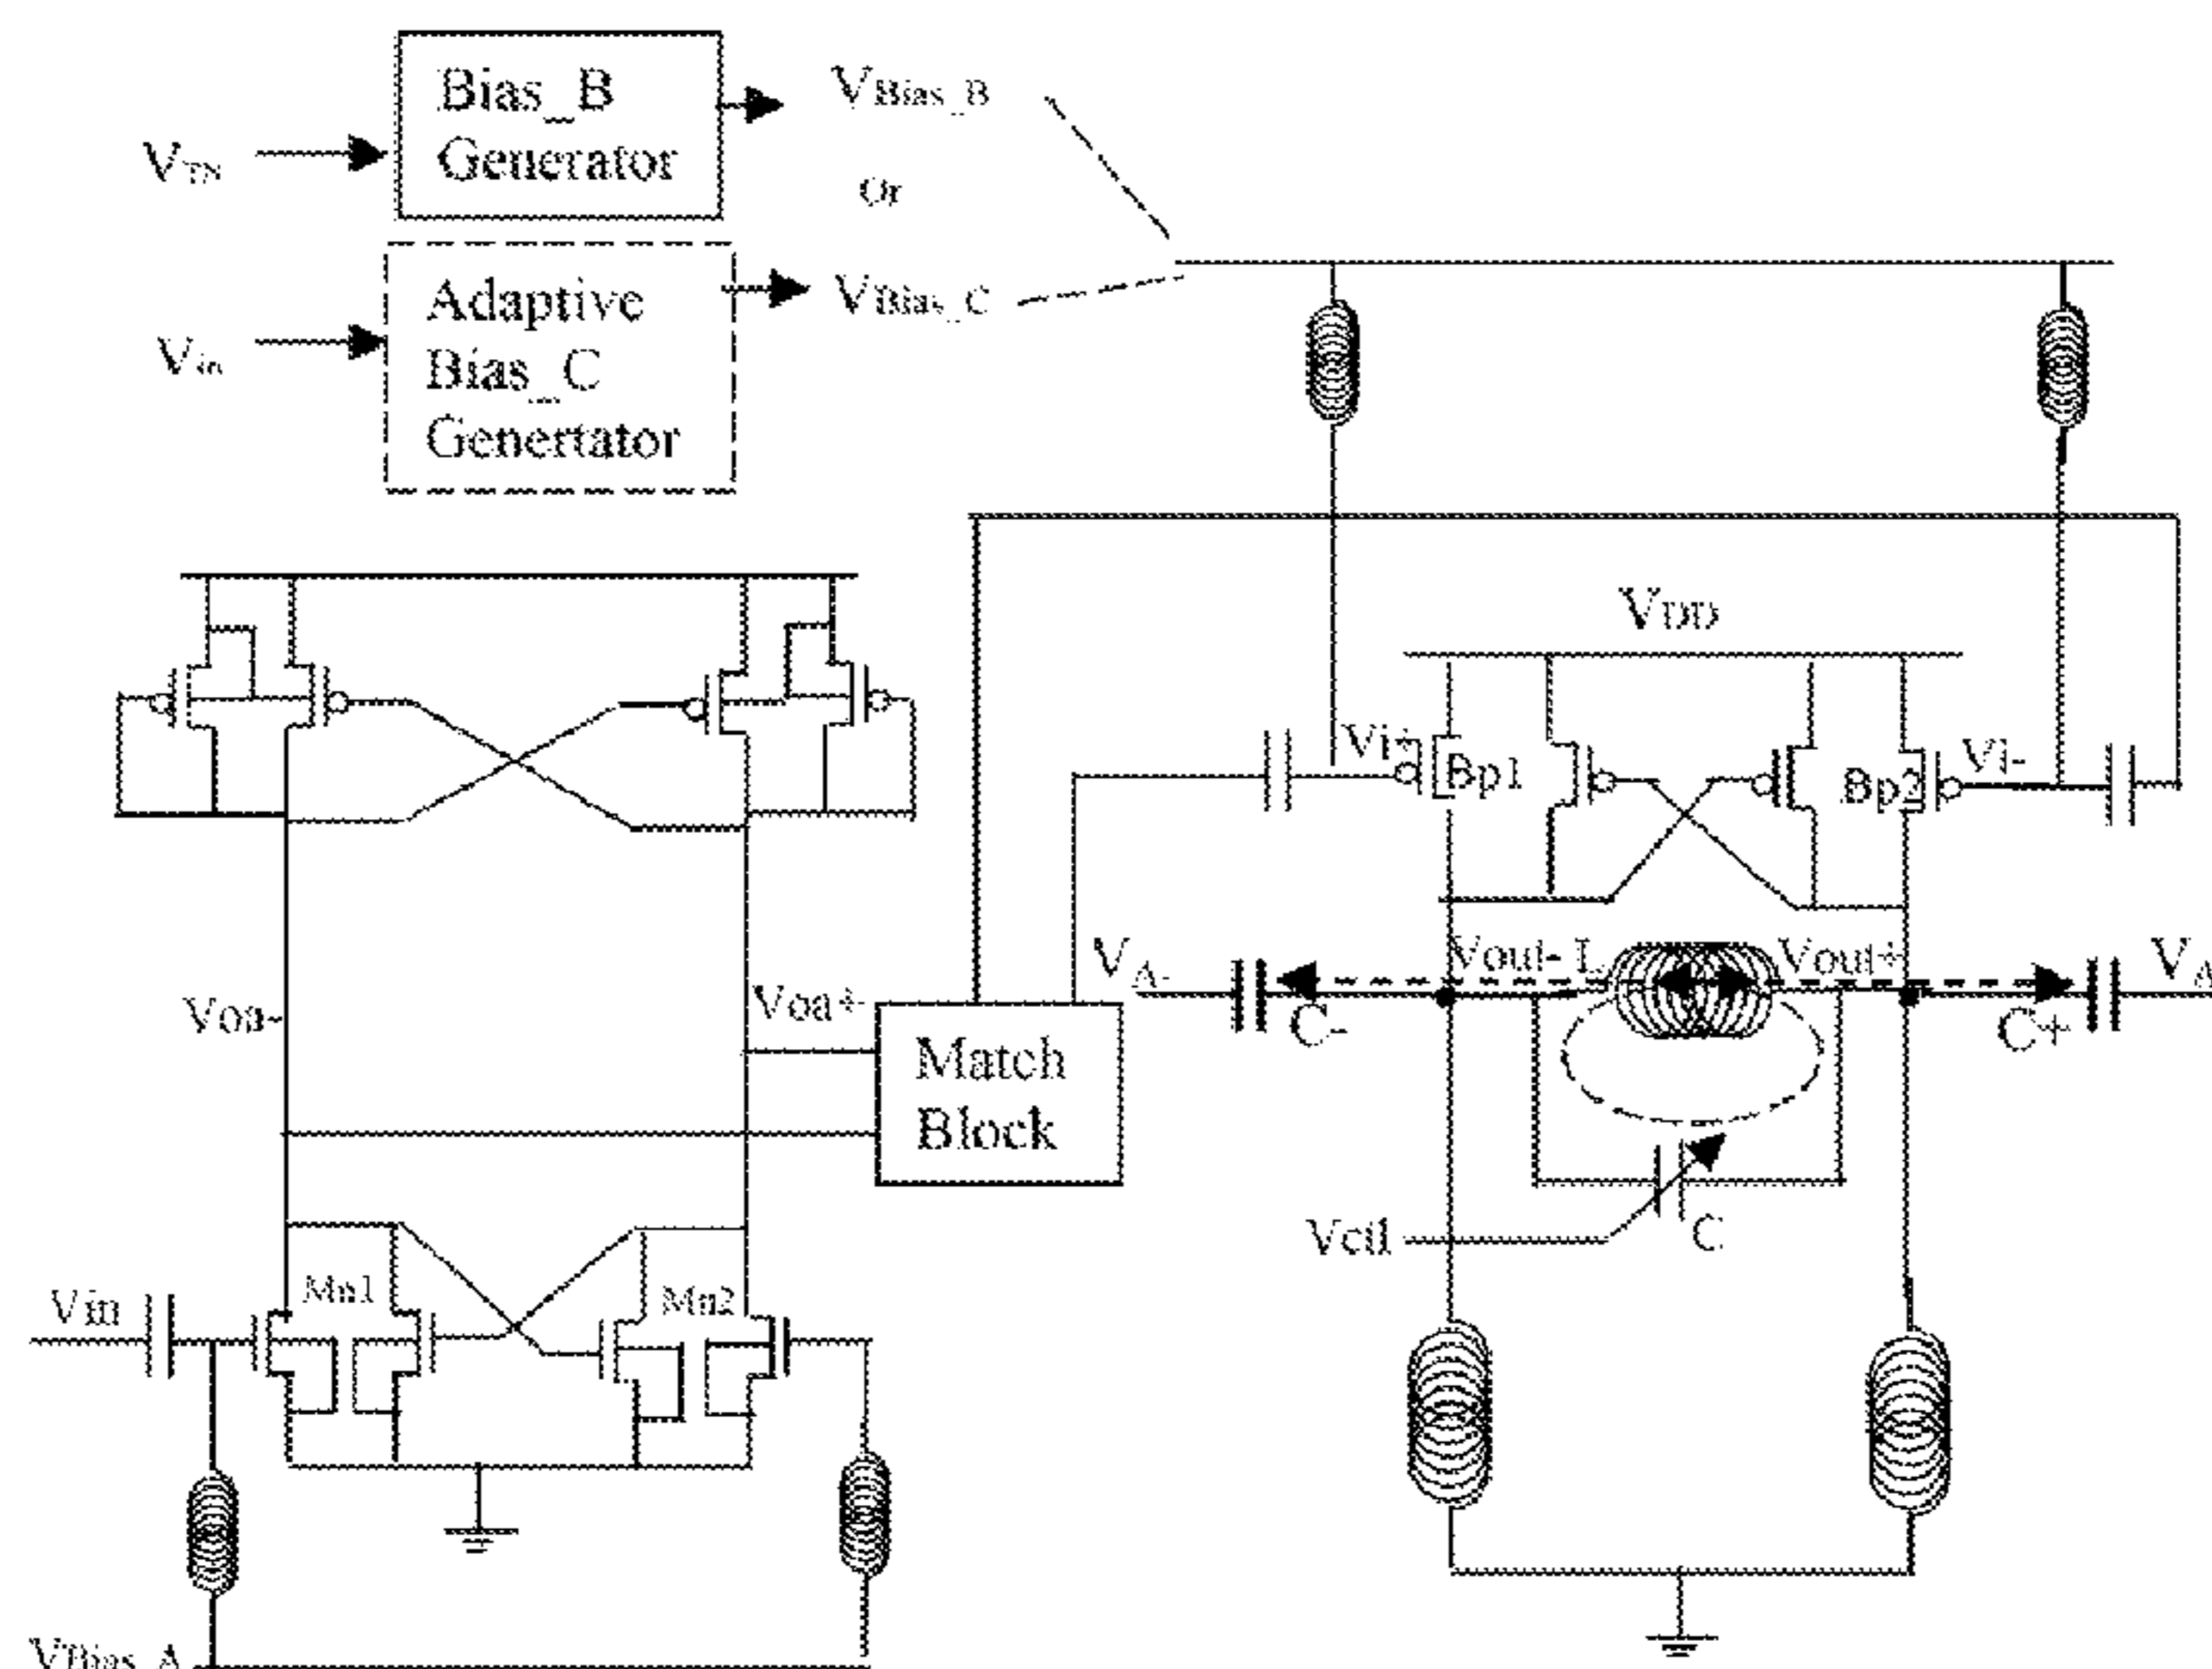 Bias_B
Generator
VBias_B
VTN
Or
Adaptive
Bias_C
Genertator
VBias_C
Vin
VDD
Vi+
Bp1
Bp2
Vi-
VA-
Vout-
L
Vout+
VA
C-
C+
Voa-
Voa+
Match
Block
Vctl
C
Vin
Mn1
Mn2
VBias_A